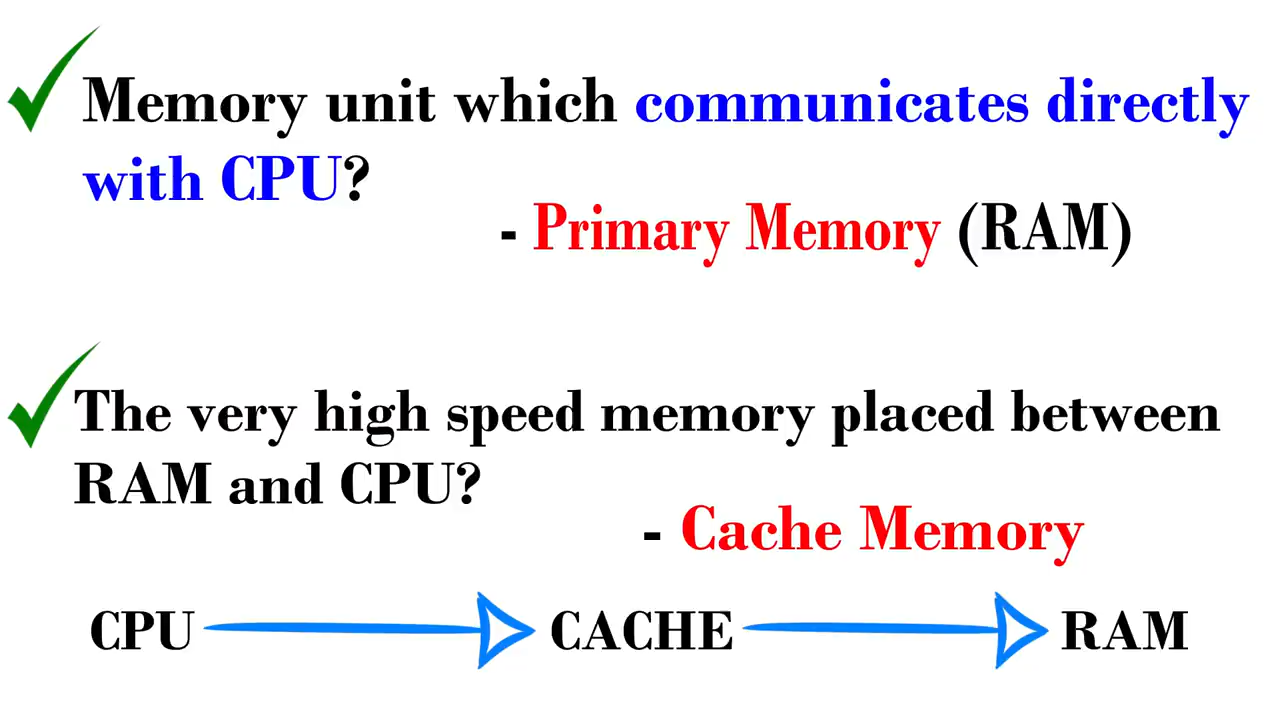 Memory unit which communicates directly
with CPU?
- Primary Memory (RAM)
The very high speed memory placed between
RAM and CPU?
- Cache Memory
CPU CACHE RAM